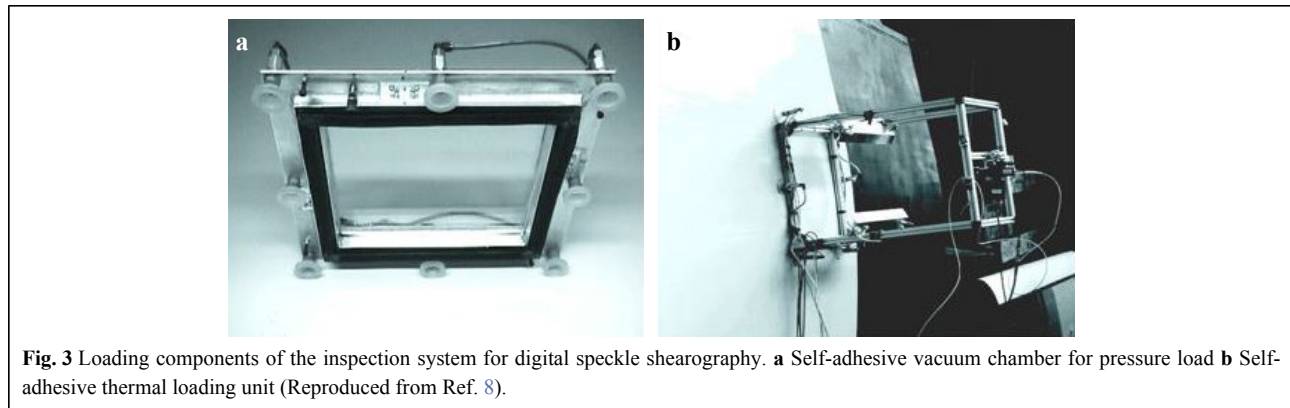 a
b
Fig. 3 Loading components of the inspection system for digital speckle shearography. a Self-adhesive vacuum chamber for pressure load b Self-
adhesive thermal loading unit (Reproduced from Ref. 8).